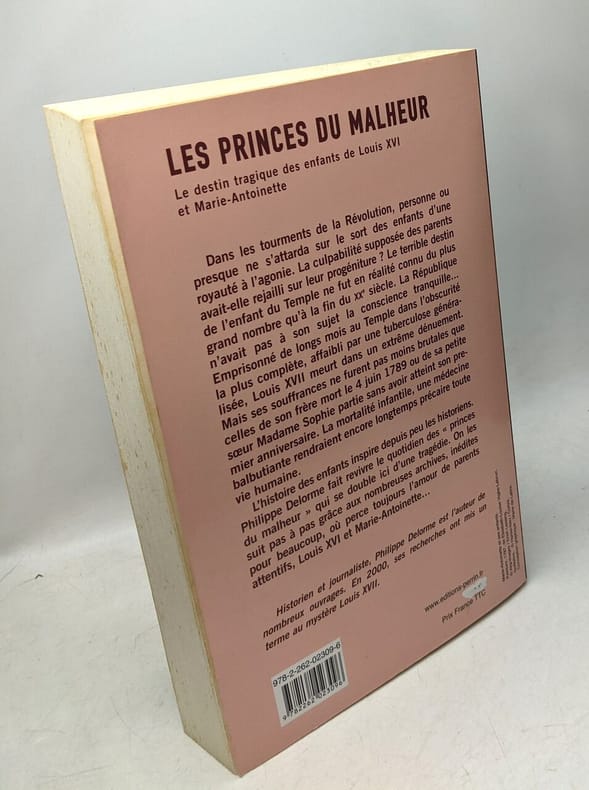 LES PRINCES DU MALHEUR
Le destin tragique des enfants de Louis XVI
et Marie-Antoinette
Dans les tourments de la Révolution, personne ou
presque ne s'attarda sur le sort des enfants d'une
royauté à l'agonie. La culpabilité supposée des parents
avait-elle rejailli sur leur progéniture ? Le terrible destin
de l'enfant du Temple ne fut en réalité connu du plus
grand nombre qu'à la fin du XXe siècle. La République
n'avait pas à son sujet la conscience tranquille...
Emprisonné de longs mois au Temple dans l'obscurité
la plus complète, affaibli par une tuberculose généra-
lisée, Louis XVII meurt dans un extrême dénuement.
Mais ses souffrances ne furent pas moins brutales que
celles de son frère mort le 4 juin 1789 ou de sa petite
sœur Madame Sophie partie sans avoir atteint son pre-
mier anniversaire. La mortalité infantile, une médecine
balbutiante rendraient encore longtemps précaire toute
vie humaine.
L'histoire des enfants inspire depuis peu les historiens.
Philippe Delorme fait revivre le quotidien des « princes
du malheur » qui se double ici d'une tragédie. On les
suit pas à pas grâce aux nombreuses archives, inédites
pour beaucoup, où perce toujours l'amour de parents
attentifs, Louis XVI et Marie-Antoinette...
Historien et journaliste, Philippe Delorme est l'auteur de
nombreux ouvrages. En 2000, ses recherches ont mis un
terme au mystère Louis XVII.
www.editions-perrin.fr
Prix France TTC
978-2-262-02309-6
9782262023096